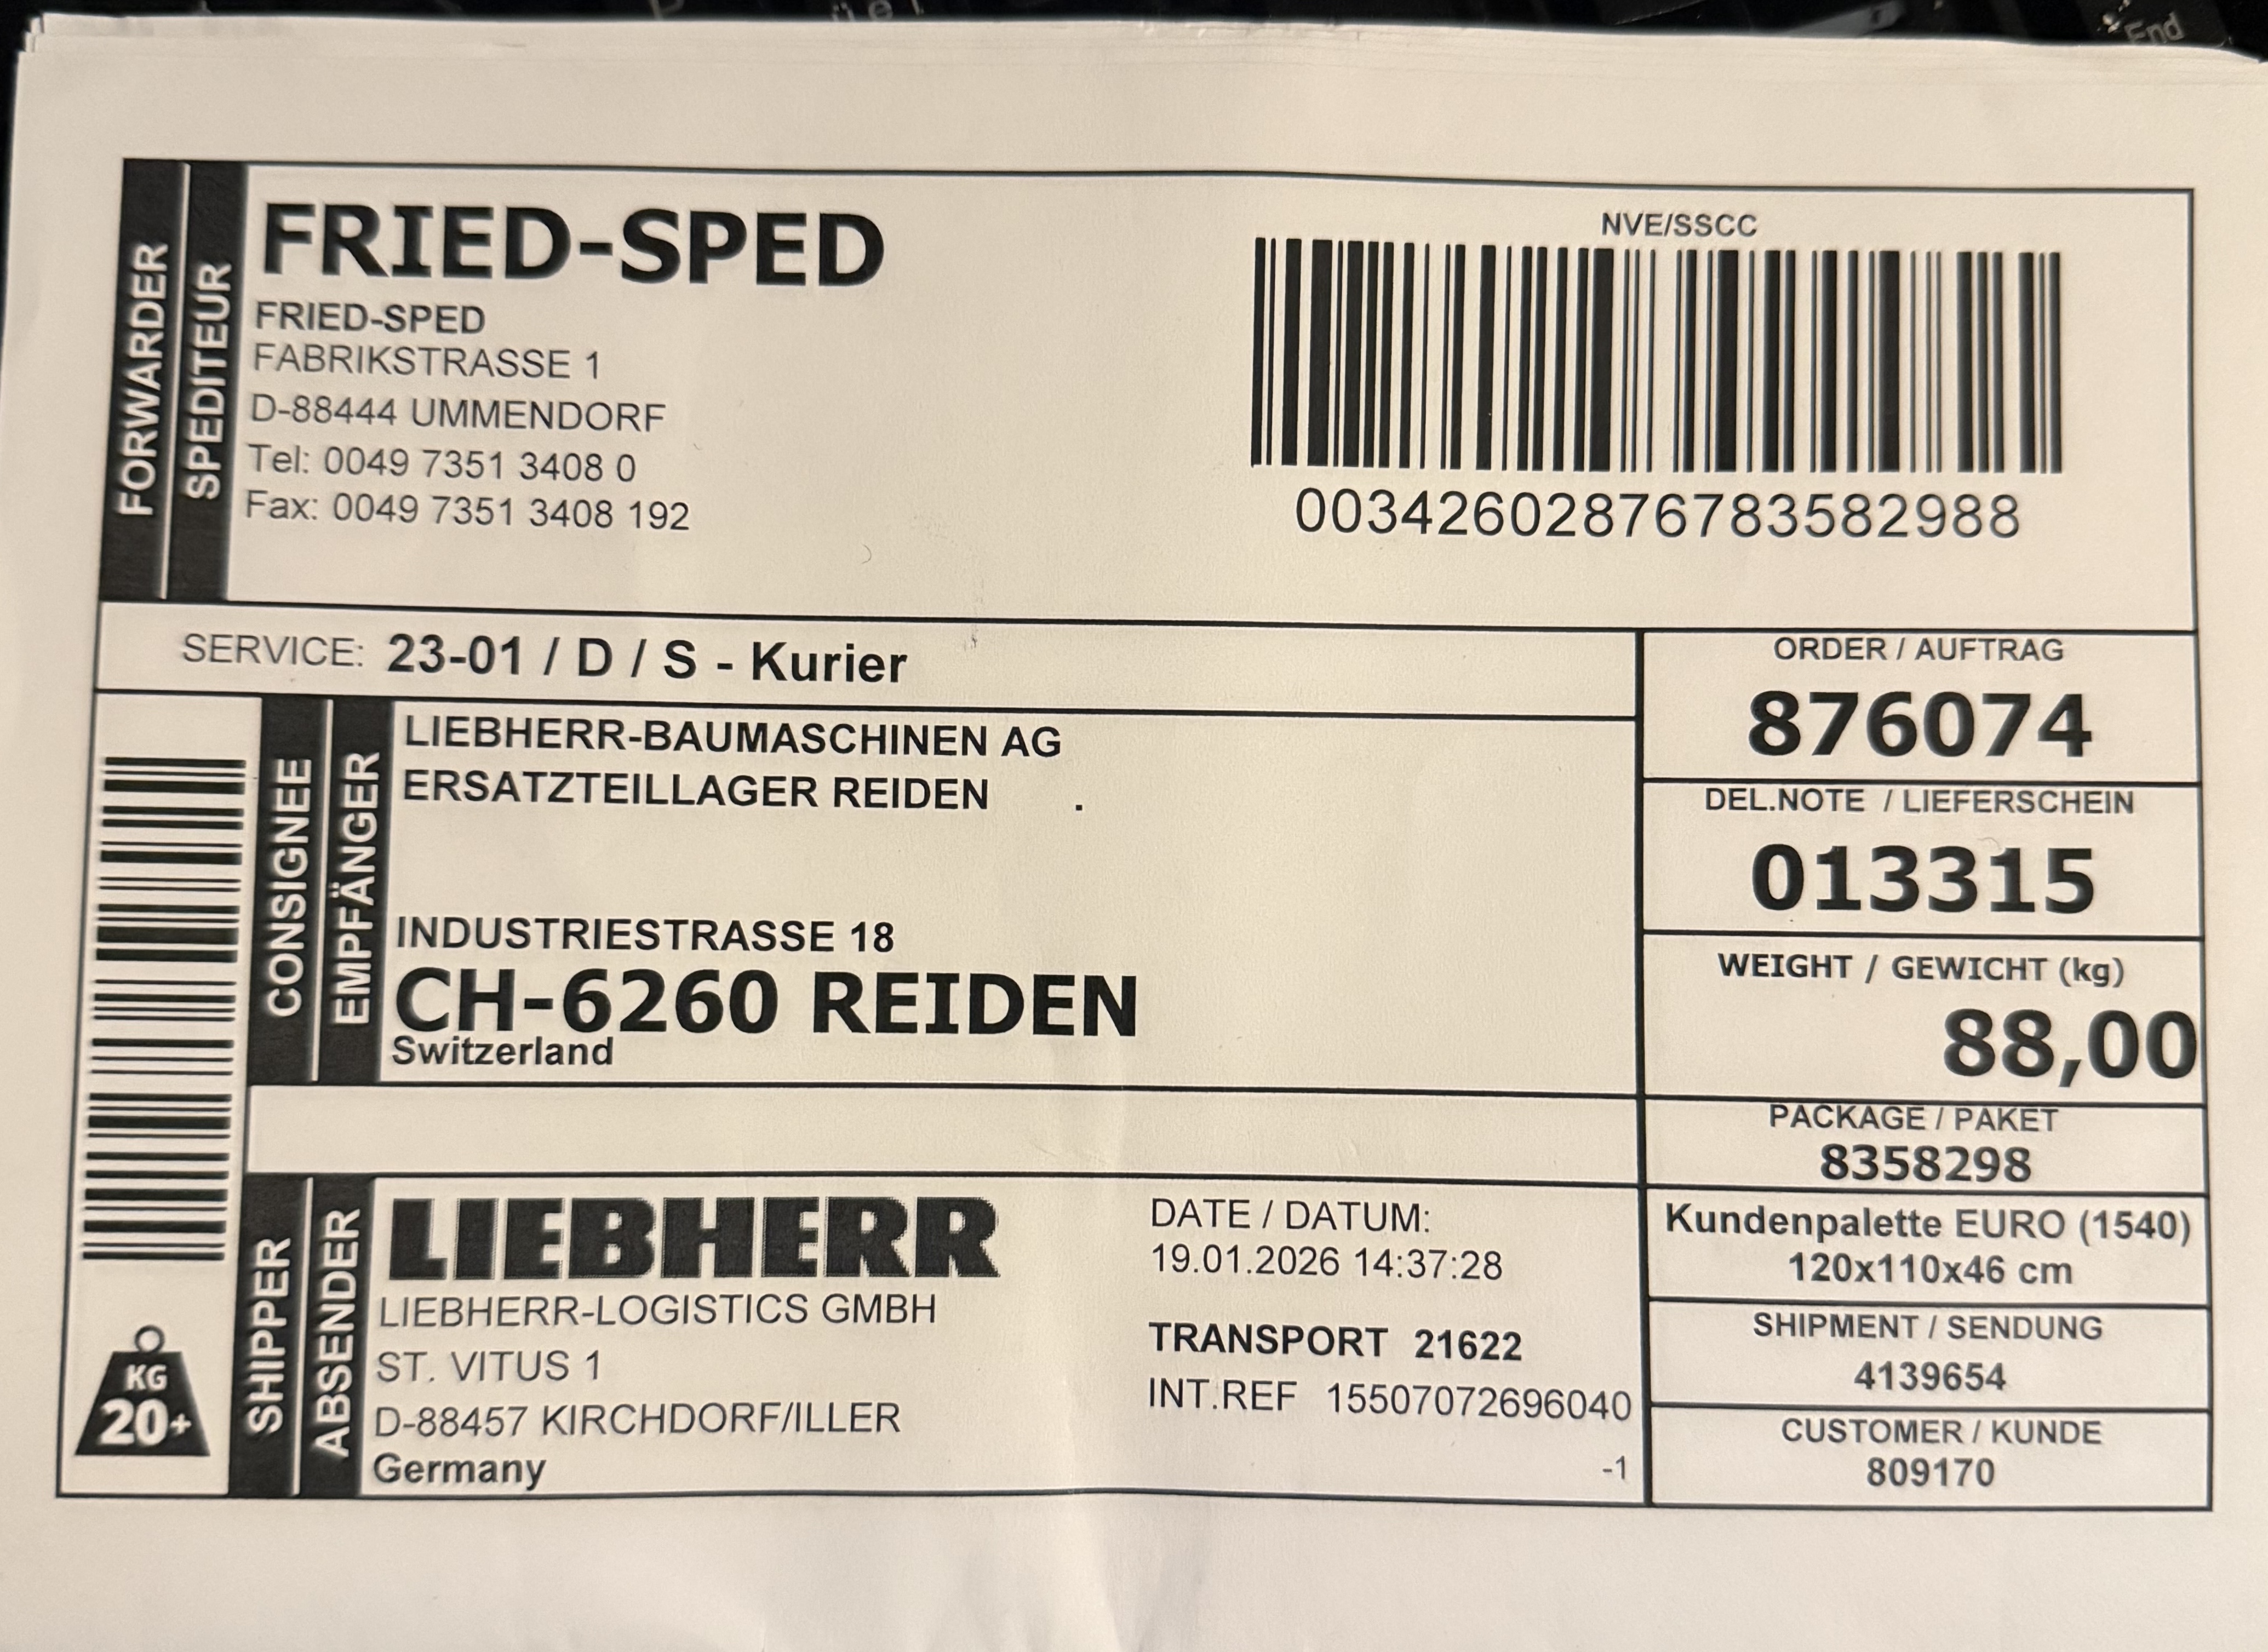 End
FORWARDER
SPEDITEUR
FRIED-SPED
FRIED-SPED
FABRIKSTRASSE 1
D-88444 UMMENDORF
Tel: 0049 7351 3408 0
Fax: 0049 7351 3408 192
NVE/SSCC
00342602876783582988
SERVICE: 23-01 / D / S - Kurier
ORDER / AUFTRAG
876074
DEL.NOTE / LIEFERSCHEIN
013315
WEIGHT / GEWICHT (kg)
88,00
PACKAGE / PAKET
8358298
Kundenpalette EURO (1540)
120x110x46 cm
SHIPMENT / SENDUNG
4139654
CUSTOMER / KUNDE
809170
CONSIGNEE
EMPFÄNGER
LIEBHERR-BAUMASCHINEN AG
ERSATZTEILLAGER REIDEN .
INDUSTRIESTRASSE 18
CH-6260 REIDEN
Switzerland
SHIPPER
ABSENDER
LIEBHERR
LIEBHERR-LOGISTICS GMBH
ST. VITUS 1
D-88457 KIRCHDORF/ILLER
Germany
DATE / DATUM:
19.01.2026 14:37:28
TRANSPORT 21622
INT.REF 15507072696040
-1
KG
20+